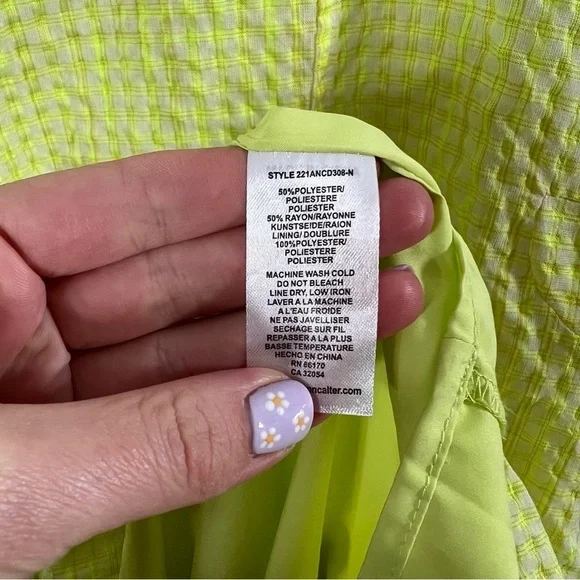 STYLE 221ANCD308-N
50%POLYESTER/
POLIESTERE
POLIESTER
50% RAYON/RAYONNE
KUNSTSEIDE/RAION
LINING/ DOUBLURE
100%POLYESTER/
POLIESTERE
POLIESTER
MACHINE WASH COLD
DO NOT BLEACH
LINE DRY, LOW IRON
LAVER A LA MACHINE
A L'EAU FROIDE
NE PAS JAVELLISER
SECHAGE SUR FIL
REPASSER A LA PLUS
BASSE TEMPERATURE
HECHO EN CHINA
RN 66170
CA 32054
ncalter.com